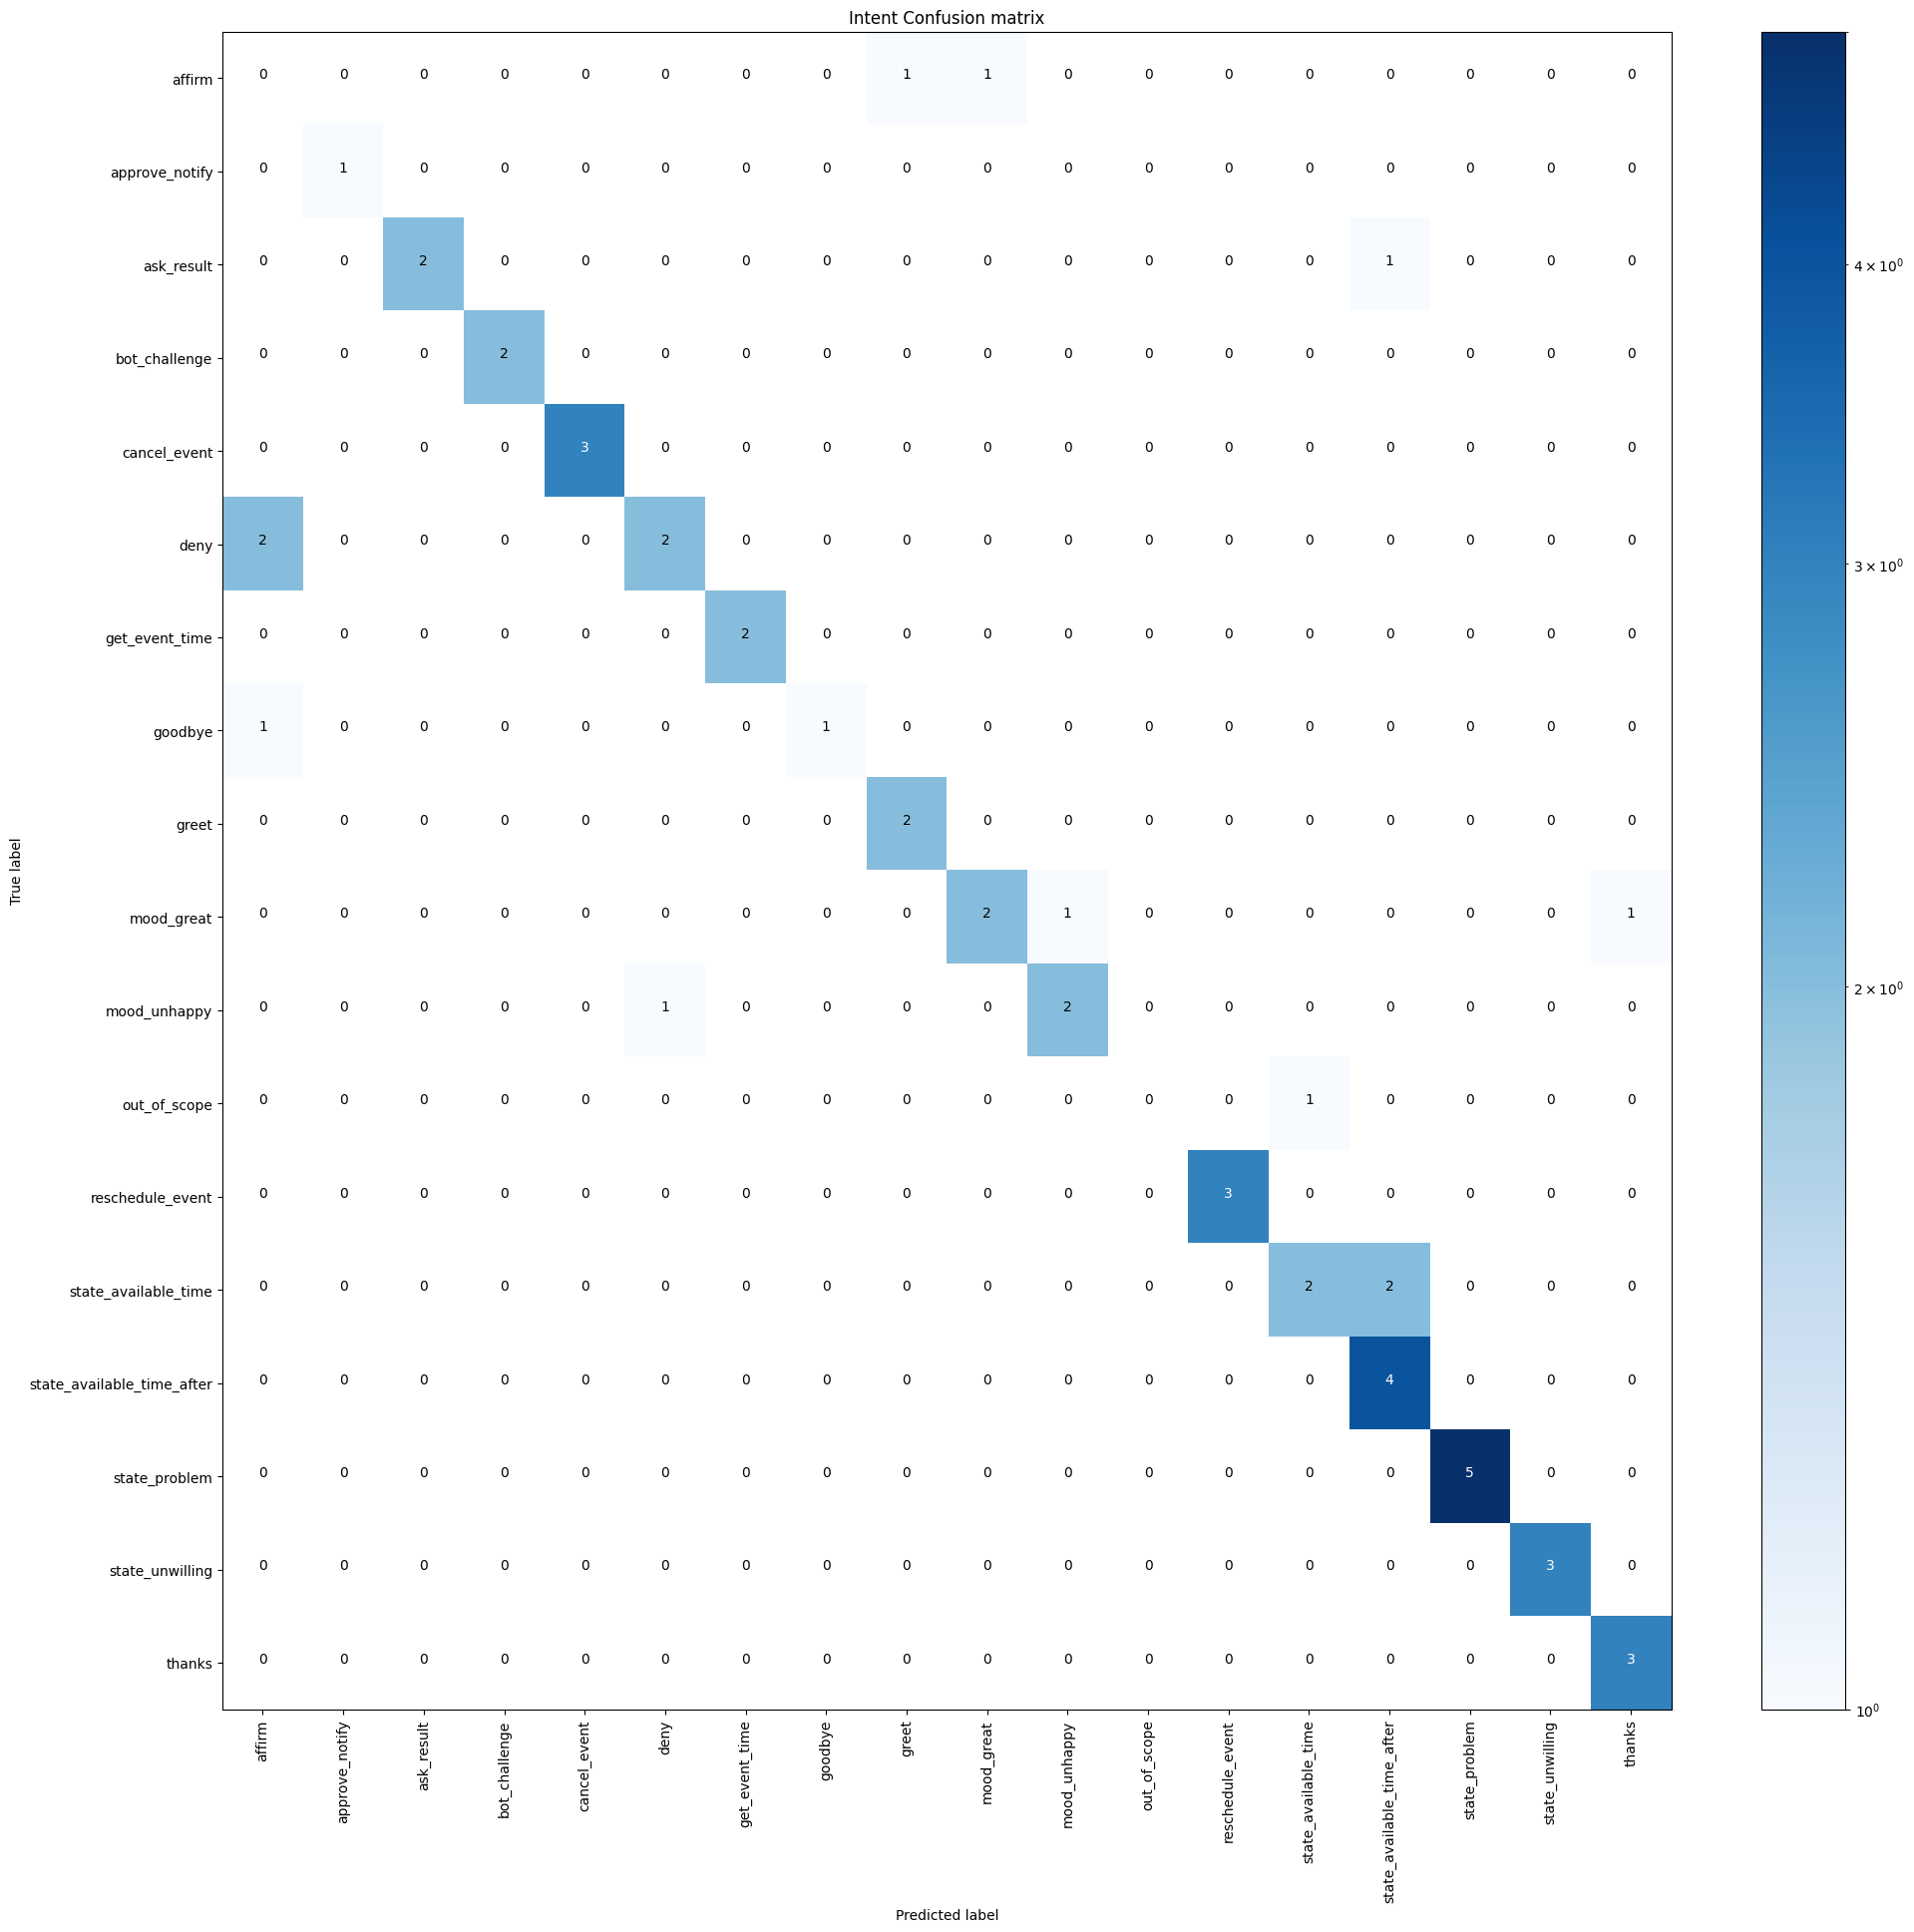 Intent Confusion matrix
True label
affirm 0 0 0 0 0 0 0 0 1 1 0 0 0 0 0 0 0 0
approve_notify 0 1 0 0 0 0 0 0 0 0 0 0 0 0 0 0 0 0
ask_result 0 0 2 0 0 0 0 0 0 0 0 0 0 0 1 0 0 0
bot_challenge 0 0 0 2 0 0 0 0 0 0 0 0 0 0 0 0 0 0
cancel_event 0 0 0 0 3 0 0 0 0 0 0 0 0 0 0 0 0 0
deny 2 0 0 0 0 2 0 0 0 0 0 0 0 0 0 0 0 0
get_event_time 0 0 0 0 0 0 2 0 0 0 0 0 0 0 0 0 0 0
goodbye 1 0 0 0 0 0 0 1 0 0 0 0 0 0 0 0 0 0
greet 0 0 0 0 0 0 0 0 2 0 0 0 0 0 0 0 0 0
mood_great 0 0 0 0 0 0 0 0 0 2 1 0 0 0 0 0 0 1
mood_unhappy 0 0 0 0 0 1 0 0 0 0 2 0 0 0 0 0 0 0
out_of_scope 0 0 0 0 0 0 0 0 0 0 0 0 0 1 0 0 0 0
reschedule_event 0 0 0 0 0 0 0 0 0 0 0 0 3 0 0 0 0 0
state_available_time 0 0 0 0 0 0 0 0 0 0 0 0 0 2 2 0 0 0
state_available_time_after 0 0 0 0 0 0 0 0 0 0 0 0 0 0 4 0 0 0
state_problem 0 0 0 0 0 0 0 0 0 0 0 0 0 0 0 5 0 0
state_unwilling 0 0 0 0 0 0 0 0 0 0 0 0 0 0 0 0 3 0
thanks 0 0 0 0 0 0 0 0 0 0 0 0 0 0 0 0 0 3
affirm
approve_notify
ask_result
bot_challenge
cancel_event
deny
get_event_time
goodbye
greet
mood_great
mood_unhappy
out_of_scope
reschedule_event
state_available_time
state_available_time_after
state_problem
state_unwilling
thanks
Predicted label
4 × 10⁰
3 × 10⁰
2 × 10⁰
10⁰